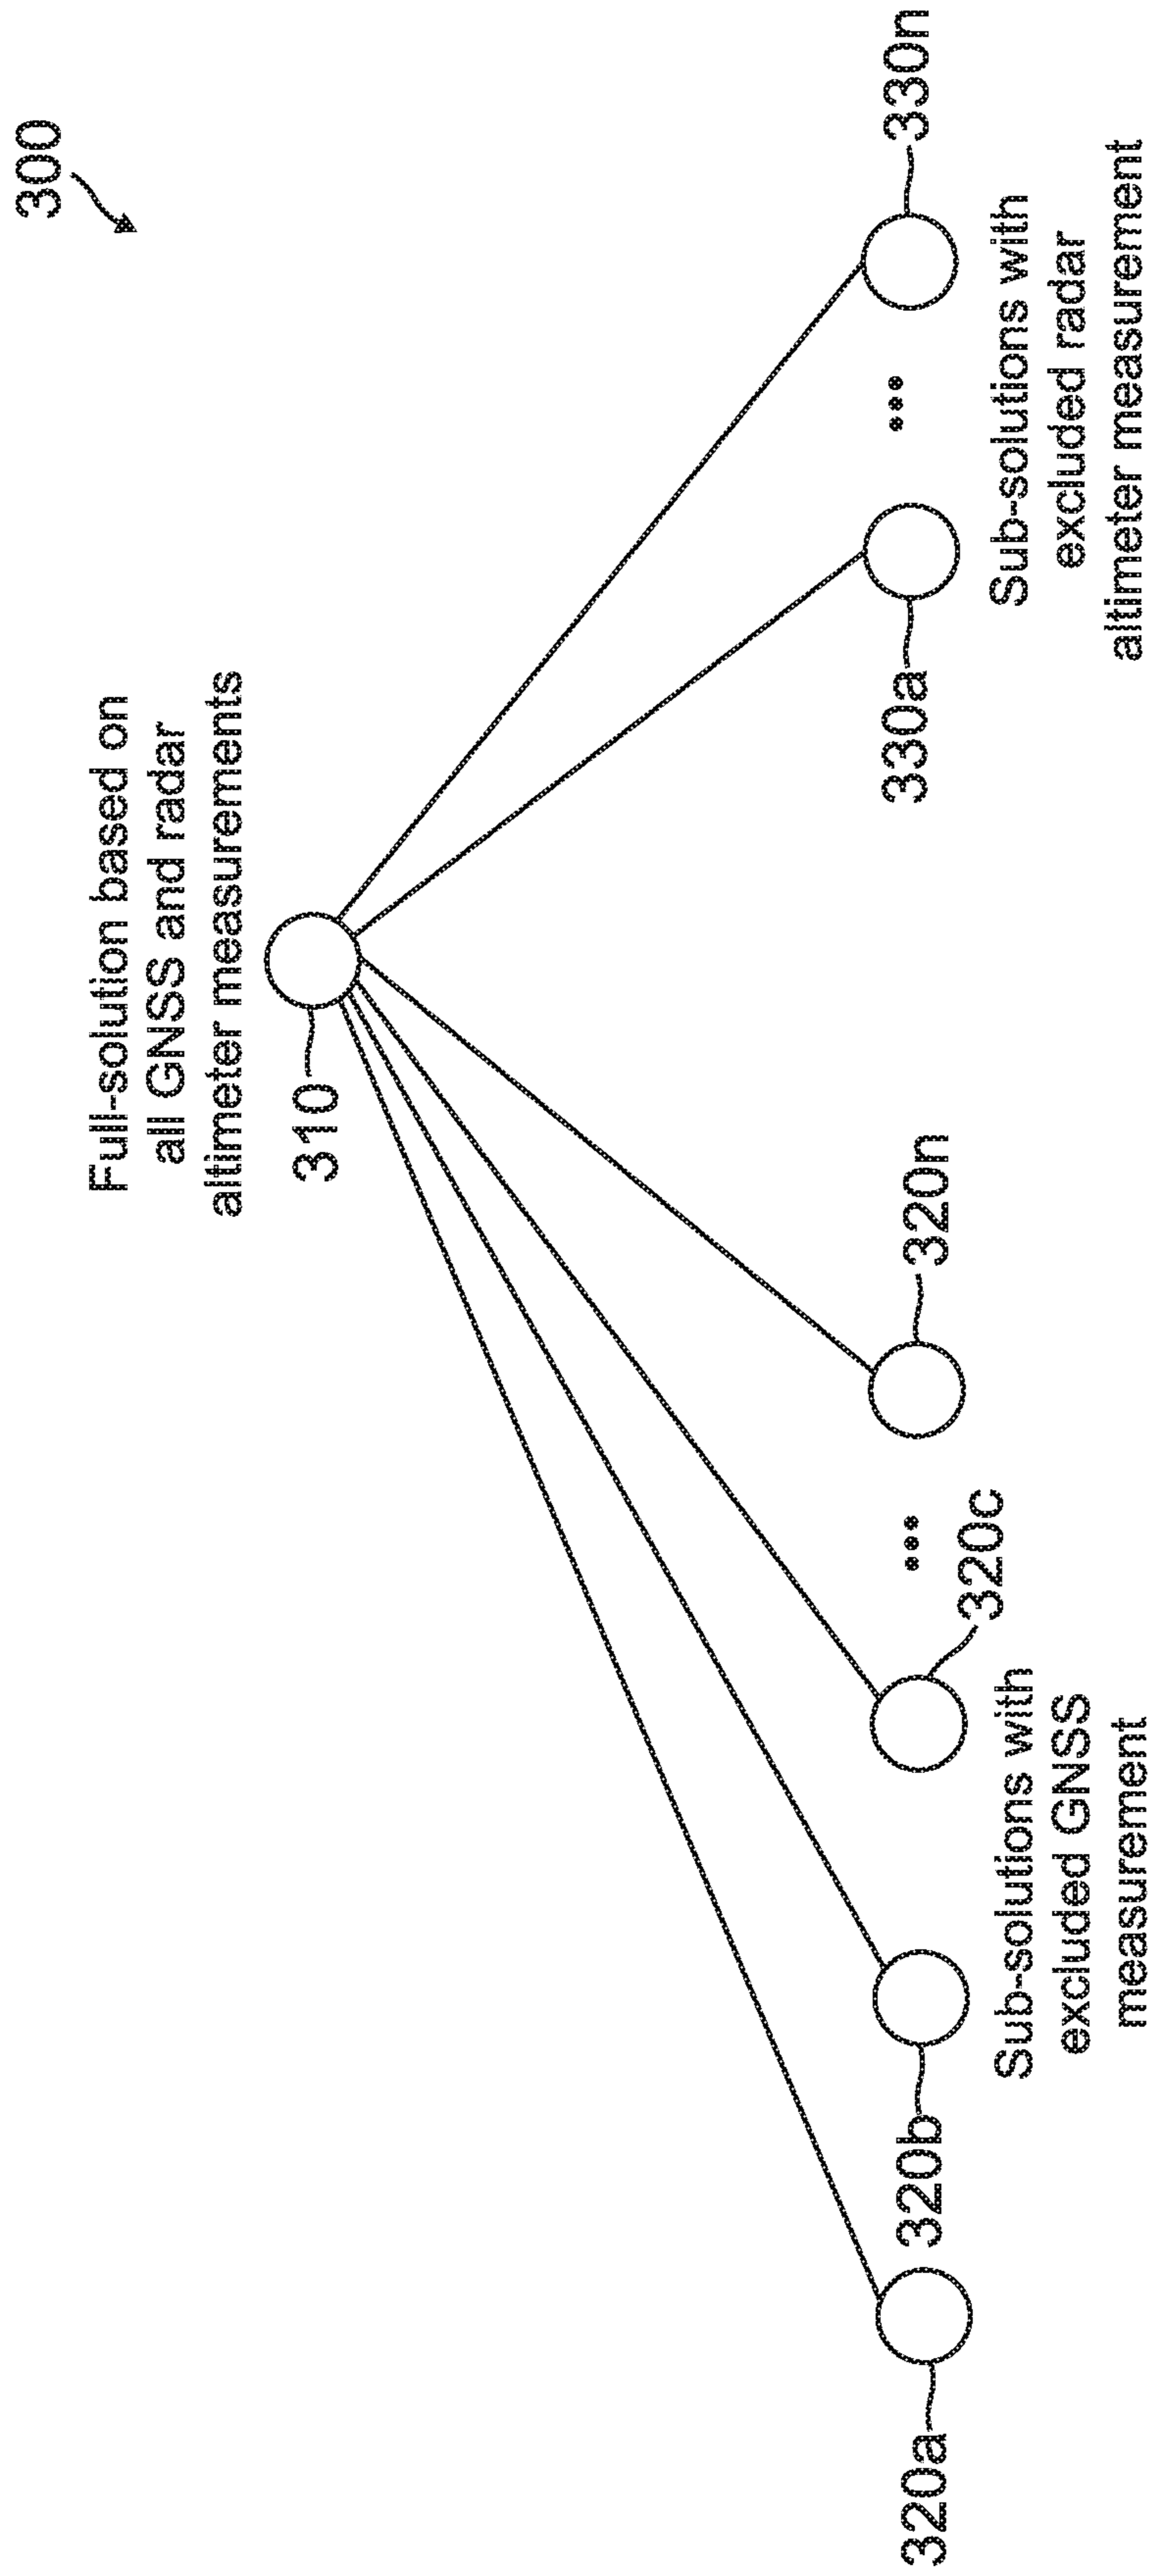 300
Full-solution based on
all GNSS and radar
altimeter measurements
310
320a
320b
320c
320n
330a
330n
Sub-solutions with
excluded GNSS
measurement
Sub-solutions with
excluded radar
altimeter measurement